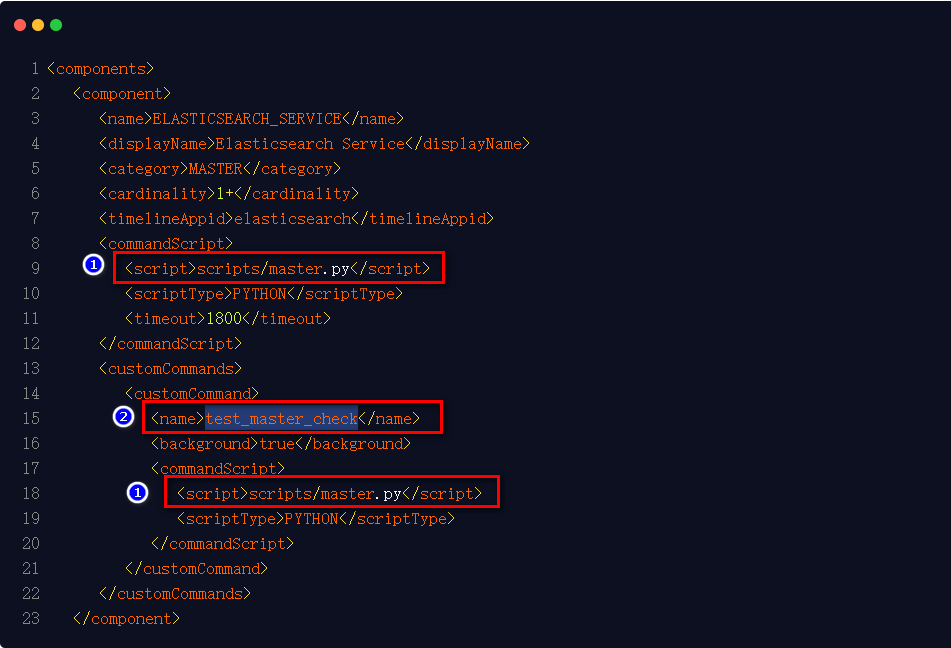 1 <components>
2 <component>
3 <name>ELASTICSEARCH_SERVICE</name>
4 <displayName>Elasticsearch Service</displayName>
5 <category>MASTER</category>
6 <cardinality>1+</cardinality>
7 <timelineAppid>elasticsearch</timelineAppid>
8 <commandScript>
1 9 <script>scripts/master.py</script>
10 <scriptType>PYTHON</scriptType>
11 <timeout>1800</timeout>
12 </commandScript>
13 <customCommands>
14 <customCommand>
15 2 <name>test_master_check</name>
16 <background>true</background>
17 <commandScript>
18 1 <script>scripts/master.py</script>
19 <scriptType>PYTHON</scriptType>
20 </commandScript>
21 </customCommand>
22 </customCommands>
23 </component>